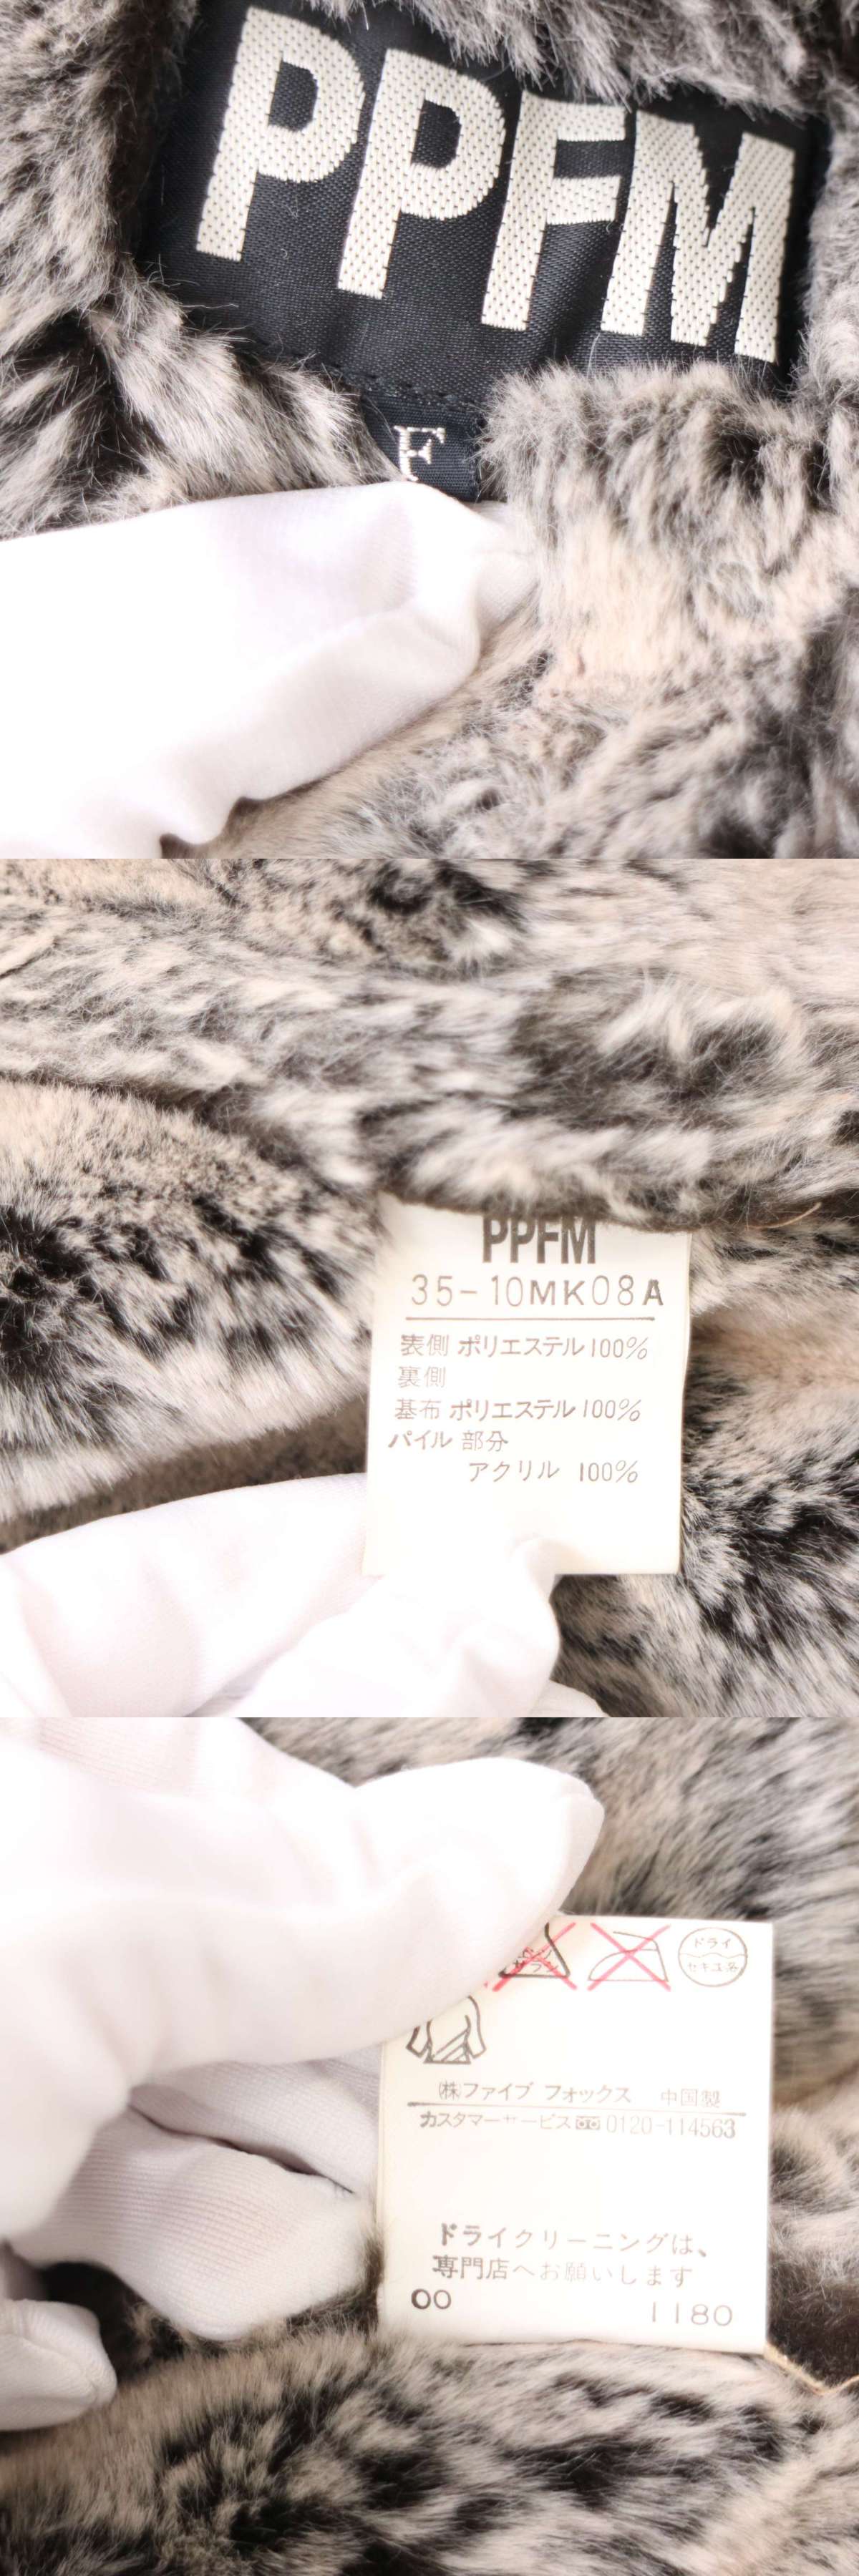 PPFM
F
PPFM
35-10MK08A
表側 ポリエステル100%
裏側
基布 ポリエステル100%
パイル 部分
アクリル 100%
ドライ
セキユ系
(株)ファイブ フォックス 中国製
カスタマーサービス 0120-114563
ドライクリーニングは、
専門店へお願いします
00 1180